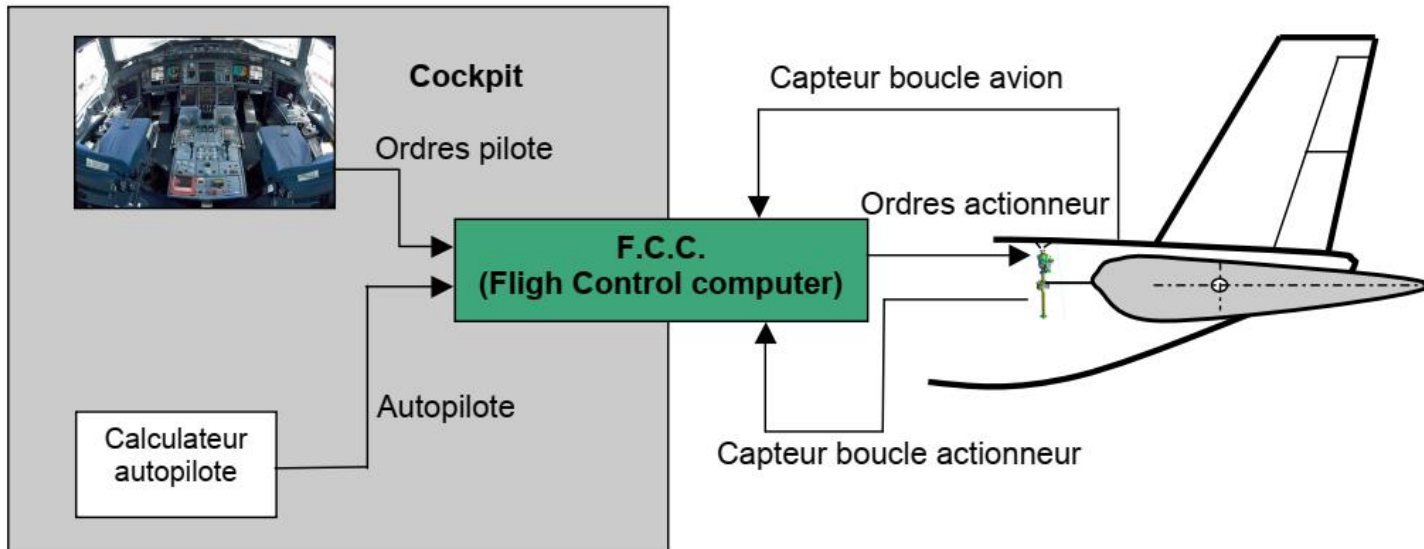 Cockpit
Capteur boucle avion
Ordres pilote
Ordres actionneur
F.C.C.
(Fligh Control computer)
Autopilote
Calculateur
autopilote
Capteur boucle actionneur